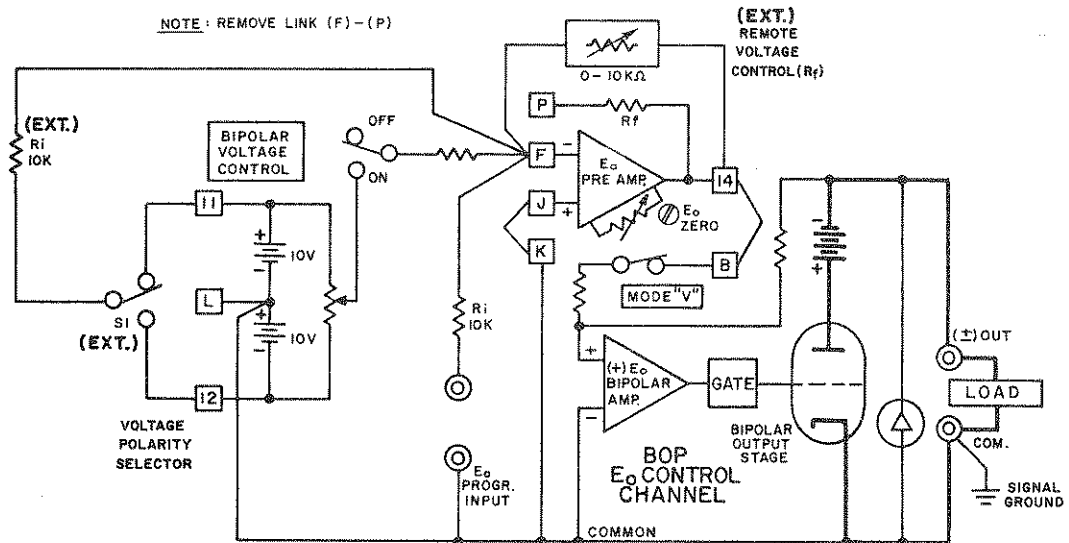 NOTE: REMOVE LINK (F)-(P)
(EXT.)
REMOTE
VOLTAGE
CONTROL (Rf)
0-10KΩ
(EXT.)
Ri
10K
BIPOLAR
VOLTAGE
CONTROL
OFF
ON
P
Rf
F
-
Eo
PRE AMP.
14
J
+
Eo
ZERO
K
B
MODE "V"
11
+
-
10V
L
+
-
10V
S1
(EXT.)
12
VOLTAGE
POLARITY
SELECTOR
Ri
10K
Eo
PROGR.
INPUT
+
(+) Eo
BIPOLAR
AMP.
-
GATE
-
+
BIPOLAR
OUTPUT
STAGE
BOP
Eo CONTROL
CHANNEL
(±) OUT
LOAD
COM.
SIGNAL
GROUND
COMMON